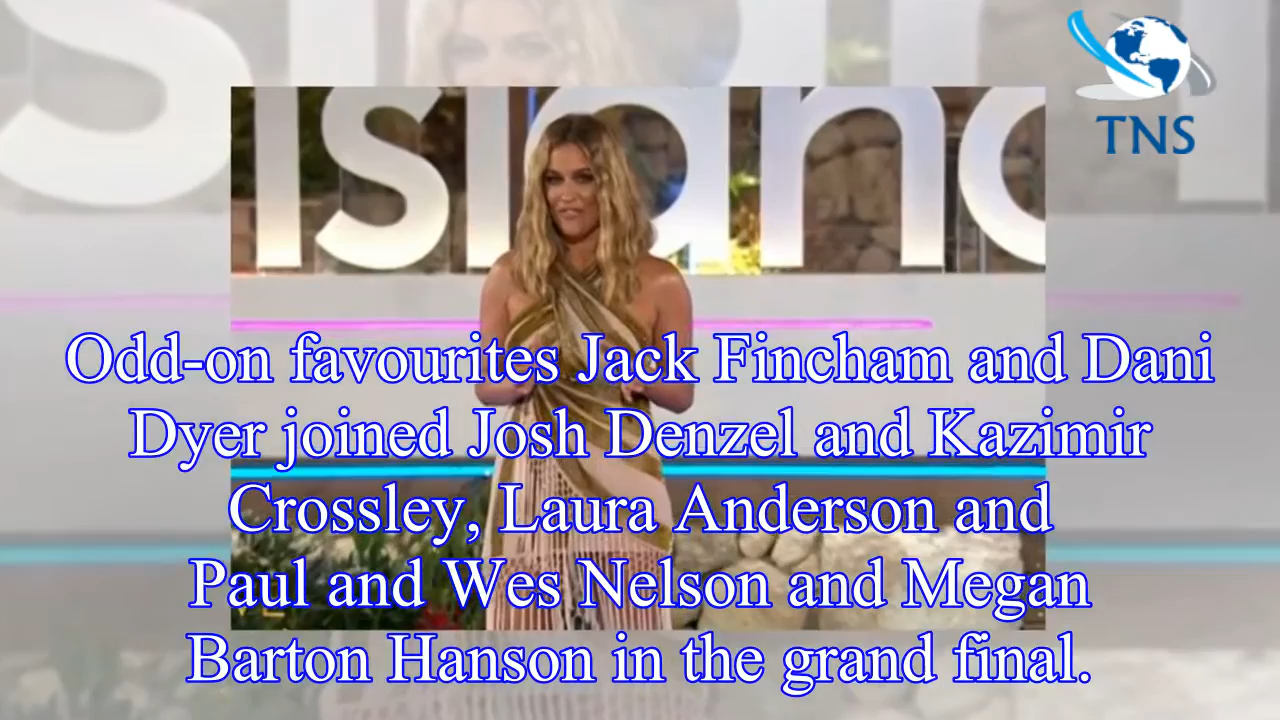 island
TNS
Odd-on favourites Jack Fincham and Dani
Dyer joined Josh Denzel and Kazimir
Crossley, Laura Anderson and
Paul and Wes Nelson and Megan
Barton Hanson in the grand final.